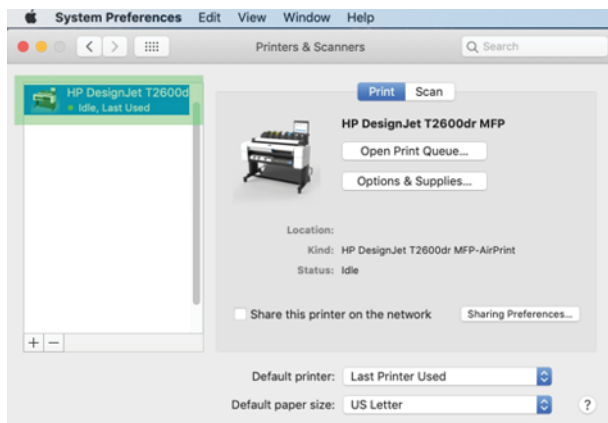 System Preferences Edit View Window Help
Printers & Scanners
Search
HP DesignJet T2600d
Idle, Last Used
Print Scan
HP DesignJet T2600dr MFP
Open Print Queue...
Options & Supplies...
Location:
Kind: HP DesignJet T2600dr MFP-AirPrint
Status: Idle
Share this printer on the network
Sharing Preferences...
+ −
Default printer: Last Printer Used
Default paper size: US Letter
?